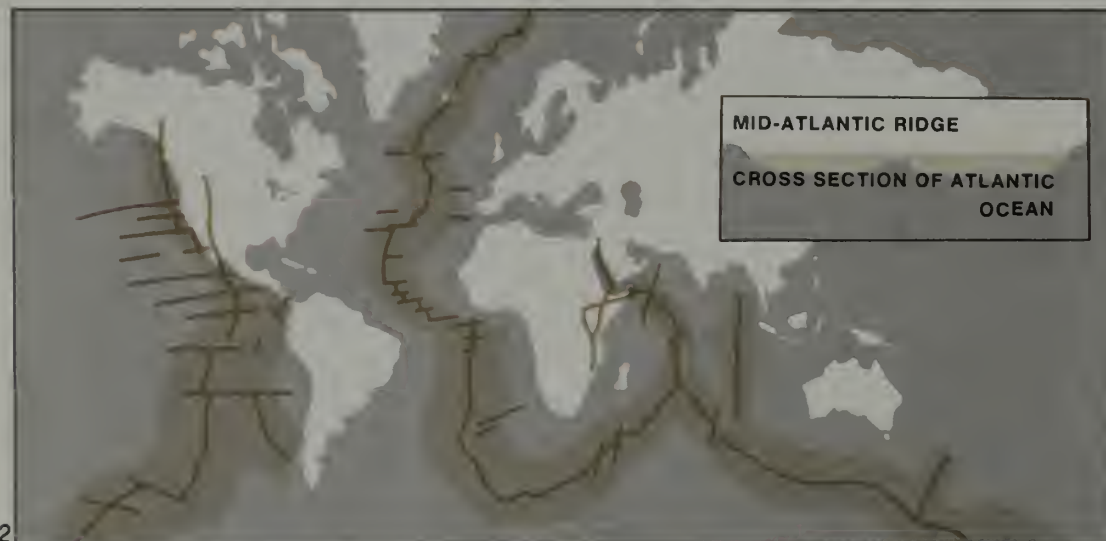 MID-ATLANTIC RIDGE
CROSS SECTION OF ATLANTIC
OCEAN
2